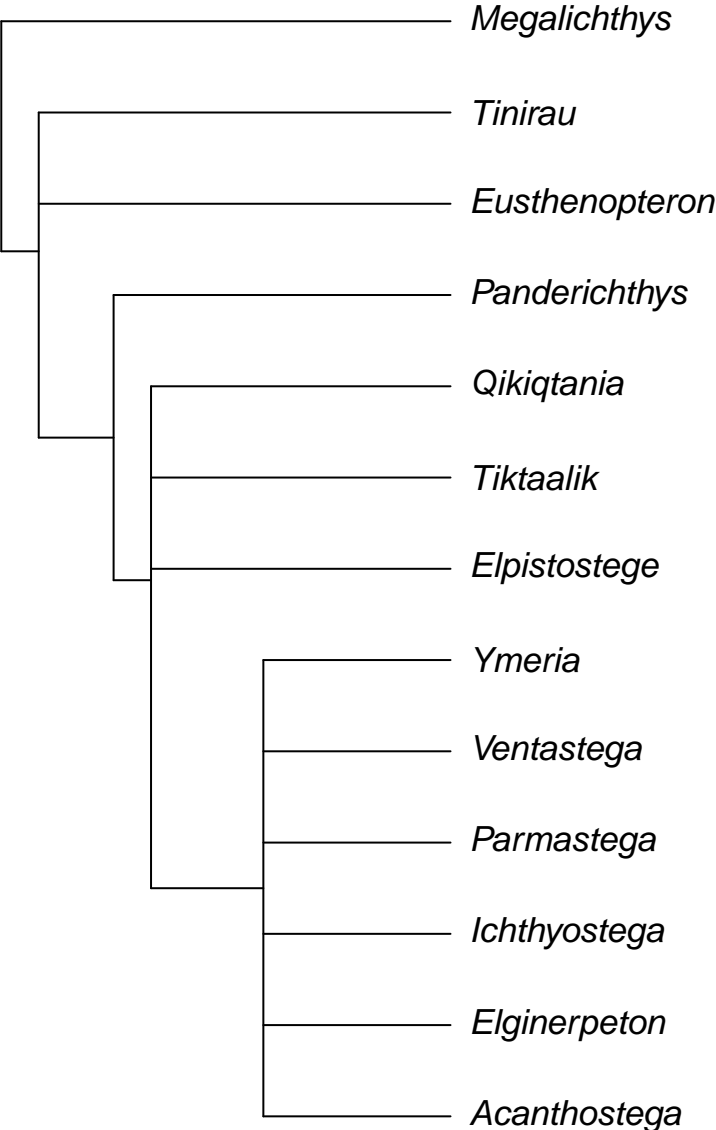 Megalichthys
Tinirau
Eusthenopteron
Panderichthys
Qikiqtania
Tiktaalik
Elpistostege
Ymeria
Ventastega
Parmastega
Ichthyostega
Elginerpeton
Acanthostega